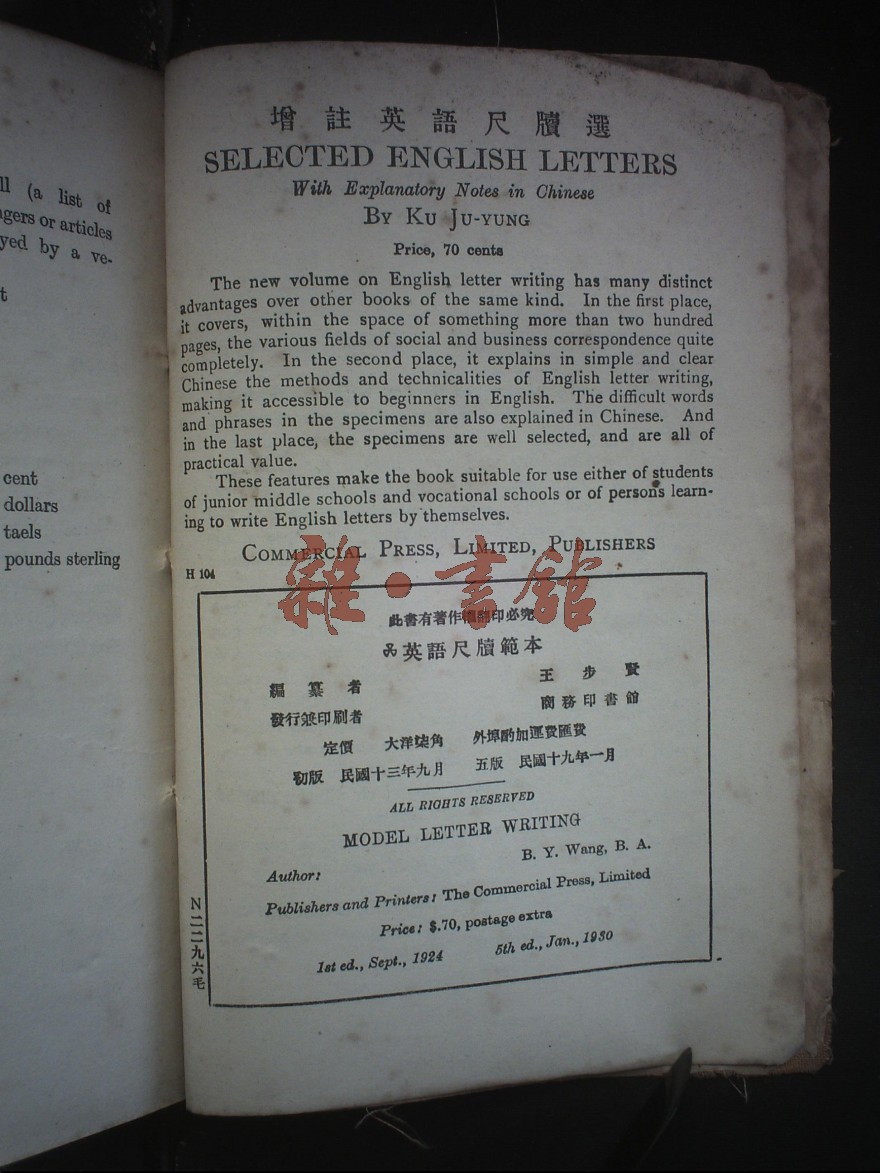 ll (a list of
ngers or articles
yed by a ve-
t
cent
dollars
taels
pounds sterling
增註英語尺牘選
SELECTED ENGLISH LETTERS
With Explanatory Notes in Chinese
BY KU JU-YUNG
Price, 70 cents
The new volume on English letter writing has many distinct
advantages over other books of the same kind. In the first place,
it covers, within the space of something more than two hundred
pages, the various fields of social and business correspondence quite
completely. In the second place, it explains in simple and clear
Chinese the methods and technicalities of English letter writing,
making it accessible to beginners in English. The difficult words
and phrases in the specimens are also explained in Chinese. And
in the last place, the specimens are well selected, and are all of
practical value.
These features make the book suitable for use either of students
of junior middle schools and vocational schools or of persons learn-
ing to write English letters by themselves.
COMMERCIAL PRESS, LIMITED, PUBLISHERS
H 104
雜·書館
此書有著作權翻印必究
英語尺牘範本
編纂者 王步賢
發行兼印刷者 商務印書館
定價 大洋柒角 外埠酌加運費匯費
初版 民國十三年九月 五版 民國十九年一月
ALL RIGHTS RESERVED
MODEL LETTER WRITING
Author: B. Y. Wang, B. A.
Publishers and Printers: The Commercial Press, Limited
Price: $.70, postage extra
1st ed., Sept., 1924 5th ed., Jan., 1930
N二二九六毛